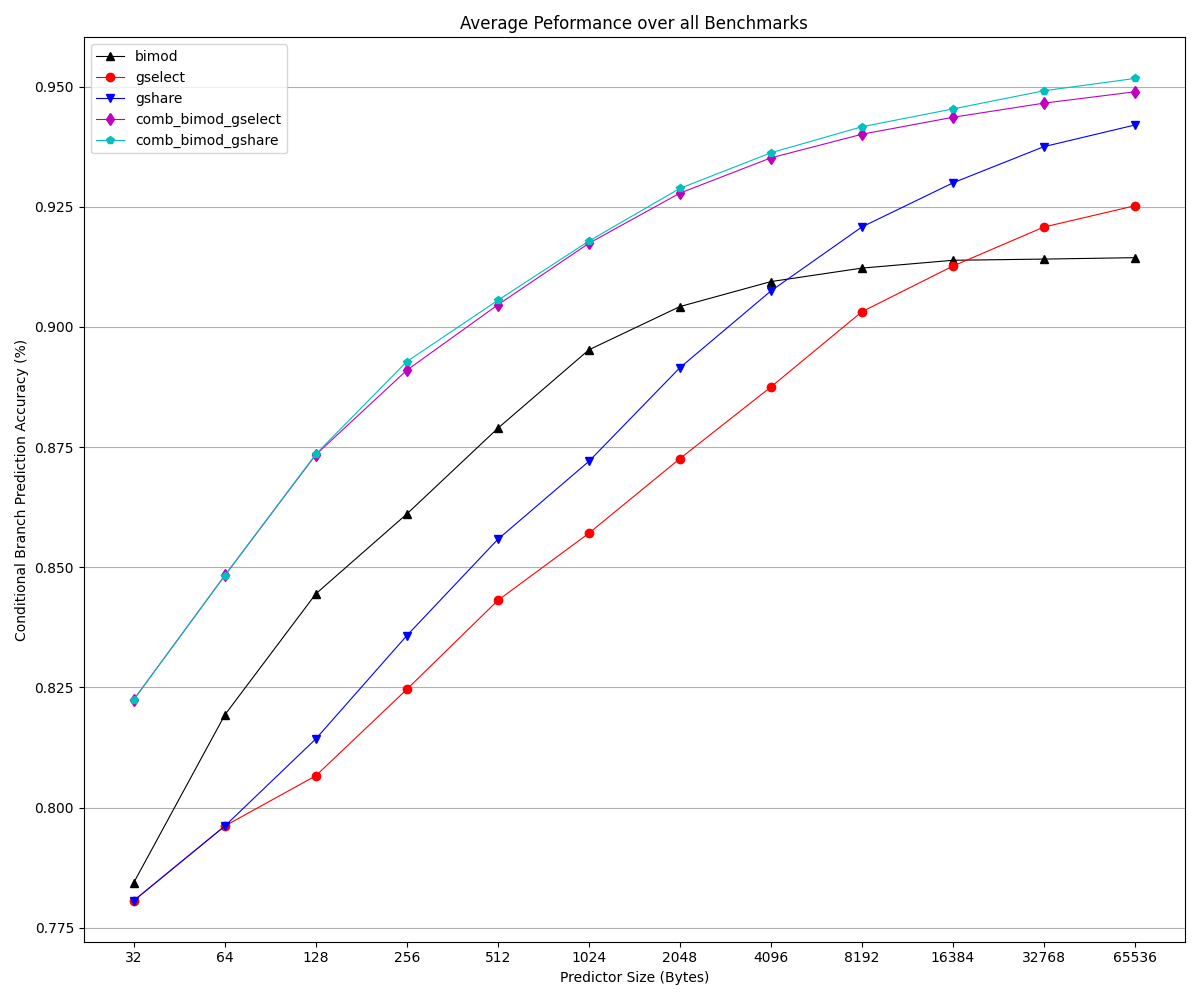 Average Peformance over all Benchmarks
bimod
gselect
gshare
comb_bimod_gselect
comb_bimod_gshare
Conditional Branch Prediction Accuracy (%)
0.950
0.925
0.900
0.875
0.850
0.825
0.800
0.775
32 64 128 256 512 1024 2048 4096 8192 16384 32768 65536
Predictor Size (Bytes)